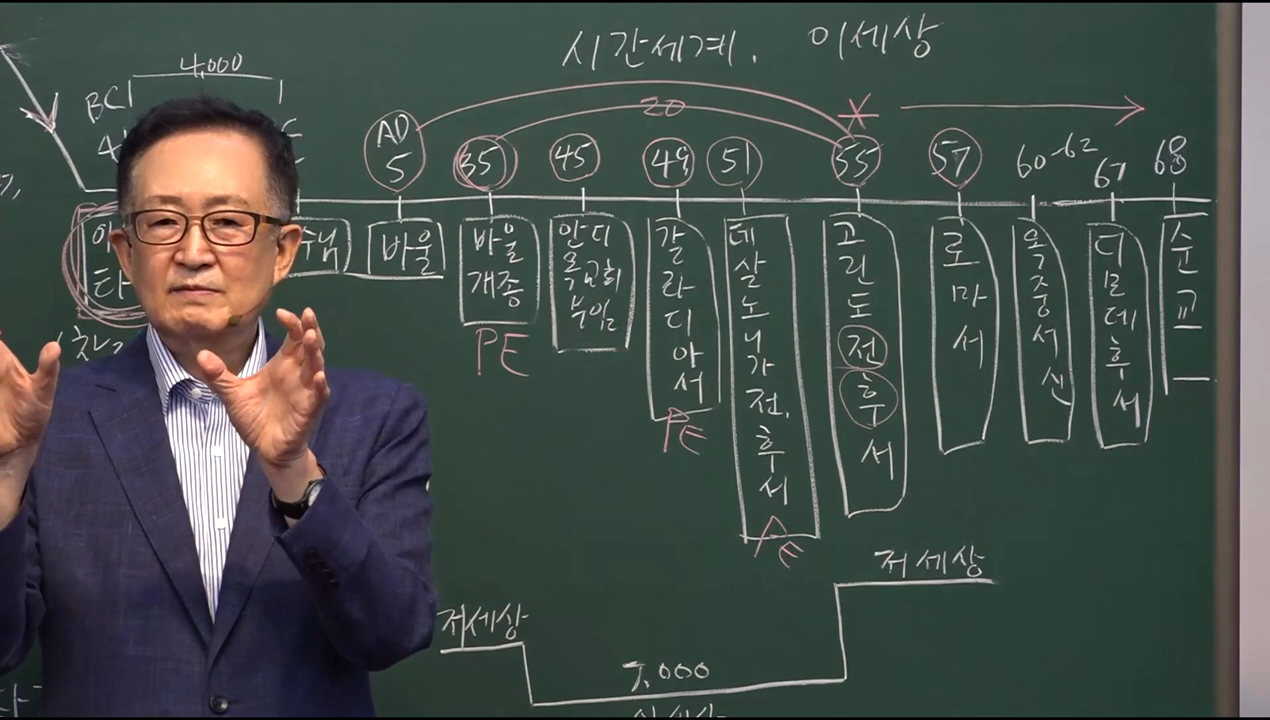 시간세계. 이세상
4,000
BC
20
AD 5
35
45
49
51
55
57
60-62
67
68
바울
바울
개종
PE
안디
옥교회
부임
갈라디아서
PE
데살노니가전.후서
PE
고린도전후서
로마서
옥중서신
디모데후서
순교
저세상
저세상
7.000